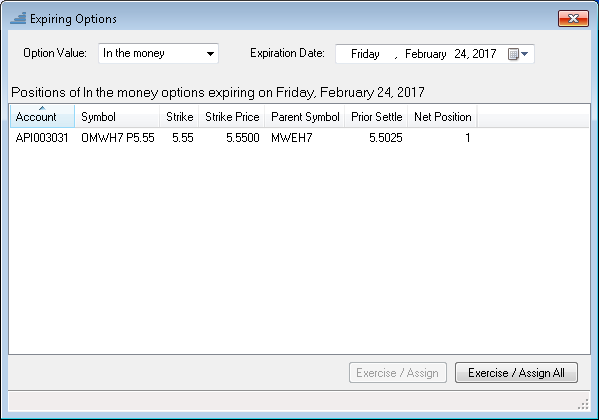 Expiring Options
Option Value: In the money Expiration Date: Friday , February 24, 2017
Positions of In the money options expiring on Friday, February 24, 2017
Account Symbol Strike Strike Price Parent Symbol Prior Settle Net Position
API003031 OMWH7 P5.55 5.55 5.5500 MWEH7 5.5025 1
Exercise / Assign Exercise / Assign All